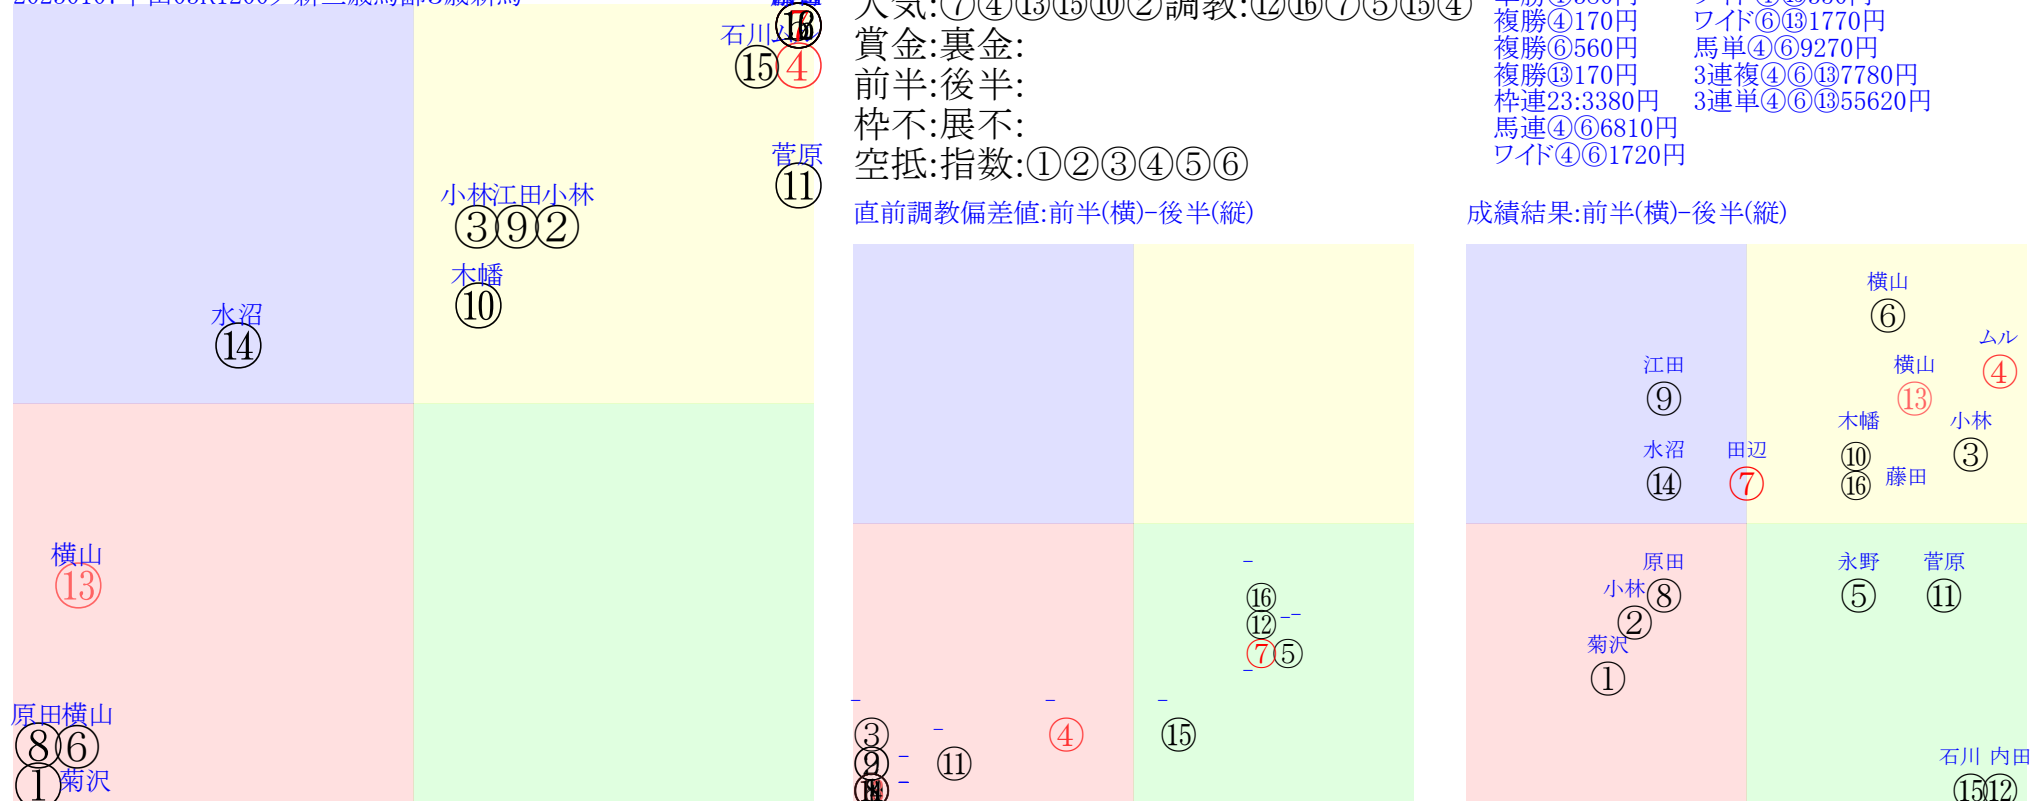 人気:⑦④⑬⑮⑩②調教:⑫⑯⑦⑤⑮④
賞金:裏金:
前半:後半:
枠不:展不:
空抵:指数:①②③④⑤⑥
複勝④170円
複勝⑥560円
複勝⑬170円
枠連23:3380円
馬連④⑥6810円
ワイド④⑥1720円
ワイド⑥⑬1770円
馬単④⑥9270円
3連複④⑥⑬7780円
3連単④⑥⑬55620円
石川
⑮④
菅原
⑪
小林江田小林
③⑨②
木幡
⑩
水沼
⑭
横山
⑬
原田横山
⑧⑥
①菊沢
直前調教偏差値:前半(横)-後半(縦)
⑯
⑫
⑦⑤
③
④
⑮
⑪
成績結果:前半(横)-後半(縦)
横山
⑥
ムル
④
江田
⑨
横山
⑬
木幡
⑩
小林
③
水沼
⑭
田辺
⑦
⑯
藤田
原田
⑧
小林
②
菊沢
①
永野
⑤
菅原
⑪
石川 内田
⑮⑫